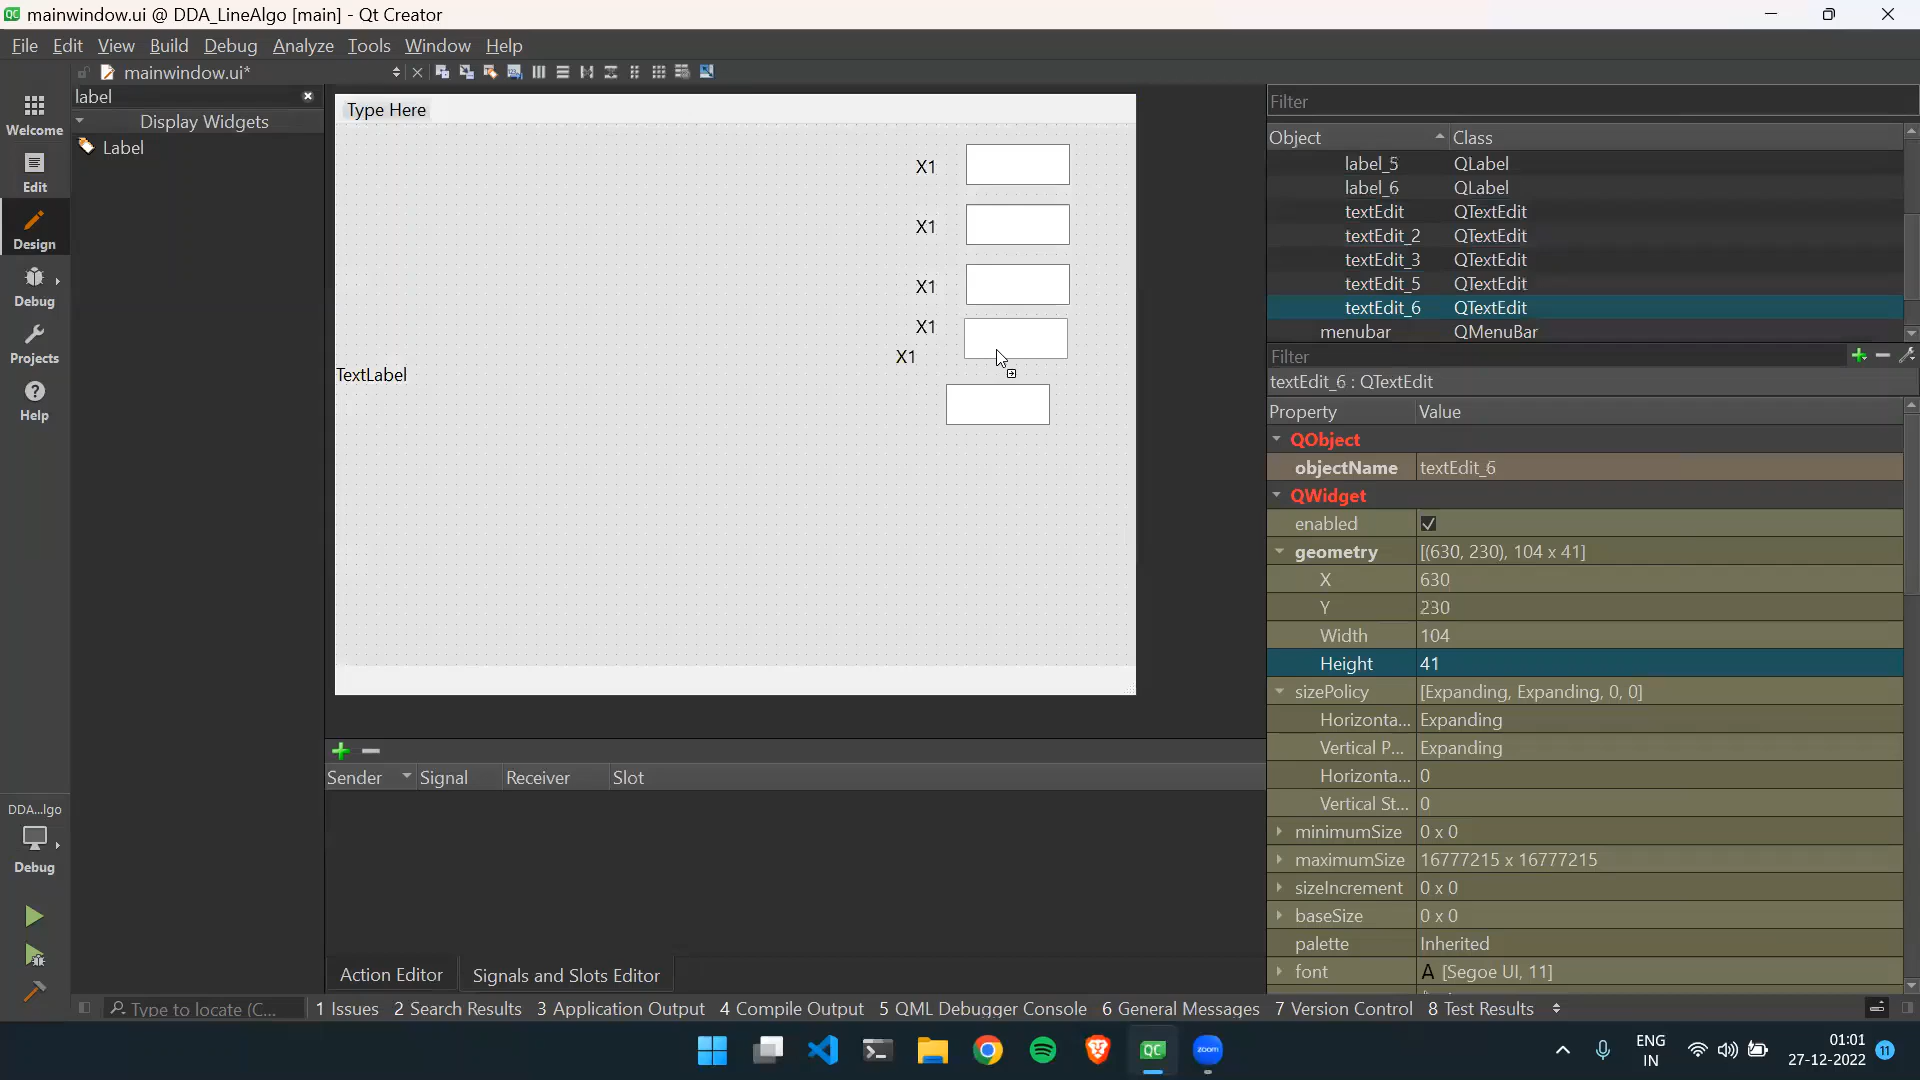 mainwindow.ui @ DDA_LineAlgo [main] - Qt Creator
File Edit View Build Debug Analyze Tools Window Help
mainwindow.ui*
label
Display Widgets
Label
Welcome
Edit
Design
Debug
Projects
Help
DDA...lgo
Debug
Type Here
X1
X1
X1
X1
X1
TextLabel
Sender Signal Receiver Slot
Action Editor Signals and Slots Editor
Filter
Object Class
label_5 QLabel
label_6 QLabel
textEdit QTextEdit
textEdit_2 QTextEdit
textEdit_3 QTextEdit
textEdit_5 QTextEdit
textEdit_6 QTextEdit
menubar QMenuBar
Filter
textEdit_6 : QTextEdit
Property Value
QObject
objectName textEdit_6
QWidget
enabled
geometry [(630, 230), 104 x 41]
X 630
Y 230
Width 104
Height 41
sizePolicy [Expanding, Expanding, 0, 0]
Horizonta... Expanding
Vertical P... Expanding
Horizonta... 0
Vertical St... 0
minimumSize 0 x 0
maximumSize 16777215 x 16777215
sizeIncrement 0 x 0
baseSize 0 x 0
palette Inherited
font A [Segoe UI, 11]
Type to locate (C... 1 Issues 2 Search Results 3 Application Output 4 Compile Output 5 QML Debugger Console 6 General Messages 7 Version Control 8 Test Results
QC zoom
ENG
IN
01:01
27-12-2022
11